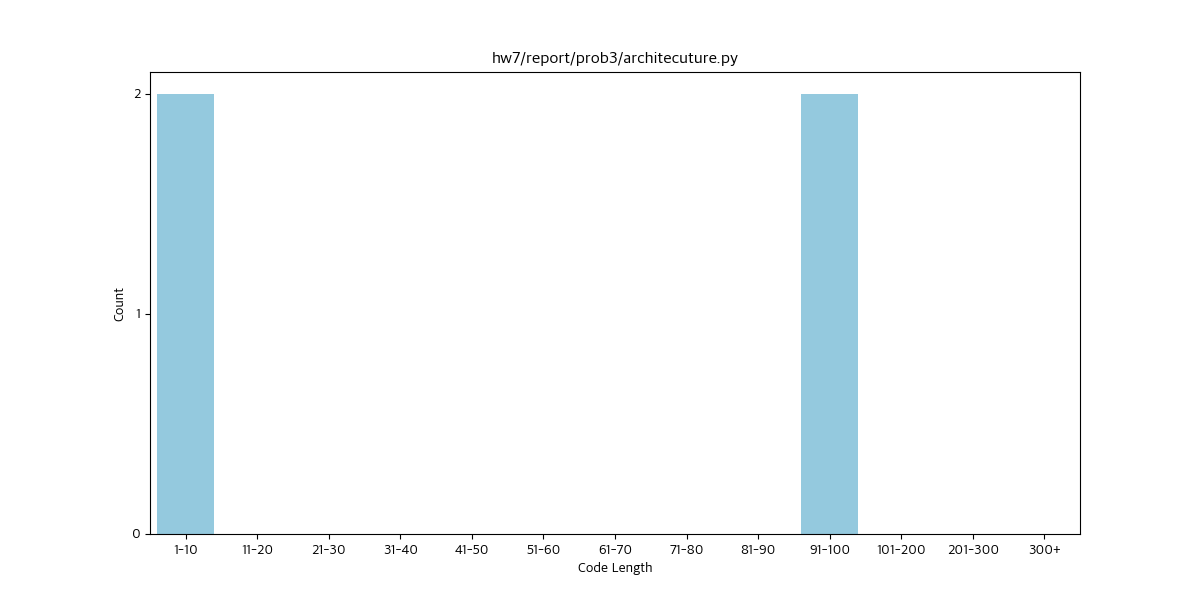 hw7/report/prob3/architecuture.py
2
1
0
Count
1-10 11-20 21-30 31-40 41-50 51-60 61-70 71-80 81-90 91-100 101-200 201-300 300+
Code Length